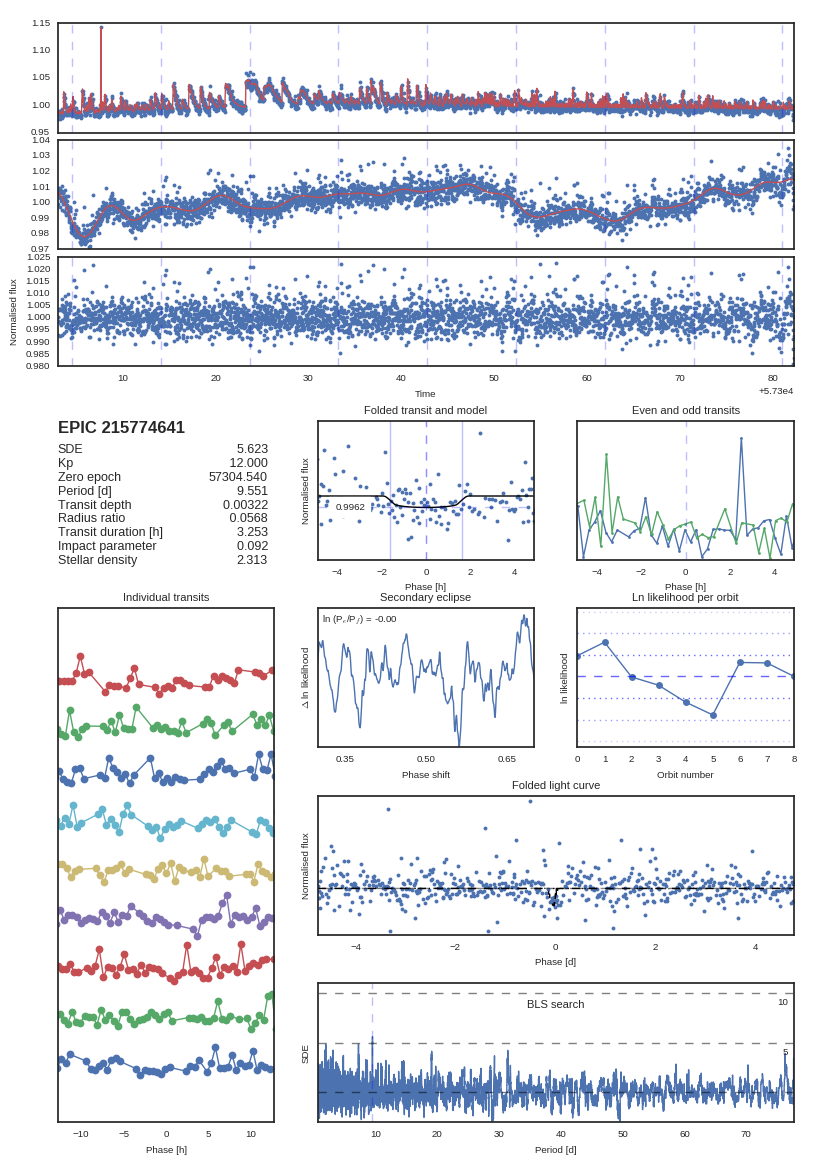 1.15
1.10
1.05
1.00
0.95
1.04
1.03
1.02
1.01
1.00
0.99
0.98
0.97
1.025
1.020
1.015
1.010
1.005
1.000
0.995
0.990
0.985
0.980
Normalised flux
10 20 30 40 50 60 70 80
Time
+5.73e4
EPIC 215774641
SDE 5.623
Kp 12.000
Zero epoch 57304.540
Period [d] 9.551
Transit depth 0.00322
Radius ratio 0.0568
Transit duration [h] 3.253
Impact parameter 0.092
Stellar density 2.313
Folded transit and model
Normalised flux
0.9962
−4 −2 0 2 4
Phase [h]
Even and odd transits
−4 −2 0 2 4
Phase [h]
Individual transits
−10 −5 0 5 10
Phase [h]
Secondary eclipse
ln (Pₑ/P𝑓) = -0.00
Δ ln likelihood
0.35 0.50 0.65
Phase shift
Ln likelihood per orbit
ln likelihood
0 1 2 3 4 5 6 7 8
Orbit number
Folded light curve
Normalised flux
−4 −2 0 2 4
Phase [d]
BLS search
10
5
SDE
10 20 30 40 50 60 70
Period [d]